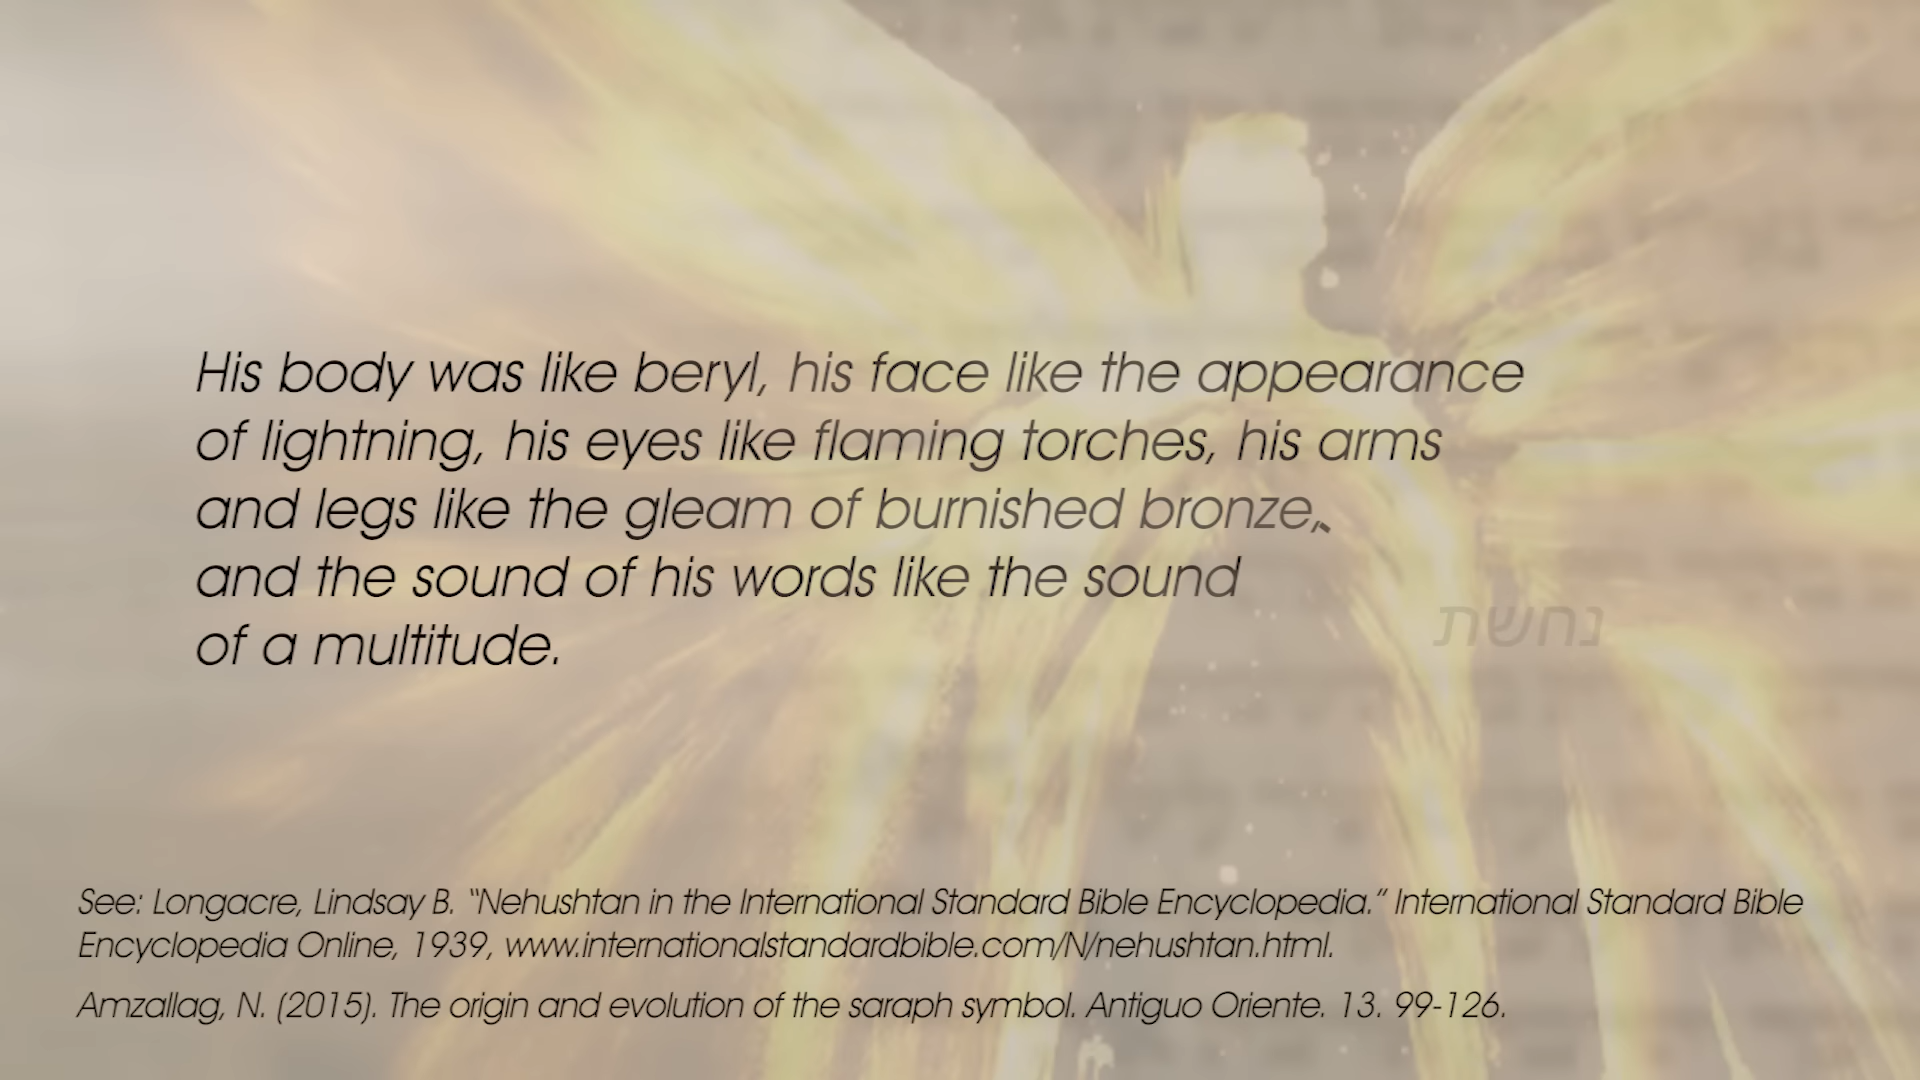 His body was like beryl, his face like the appearance
of lightning, his eyes like flaming torches, his arms
and legs like the gleam of burnished bronze,
and the sound of his words like the sound
of a multitude.
נחשת
See: Longacre, Lindsay B. “Nehushtan in the International Standard Bible Encyclopedia.” International Standard Bible
Encyclopedia Online, 1939, www.internationalstandardbible.com/N/nehushtan.html.
Amzallag, N. (2015). The origin and evolution of the saraph symbol. Antiguo Oriente. 13. 99-126.